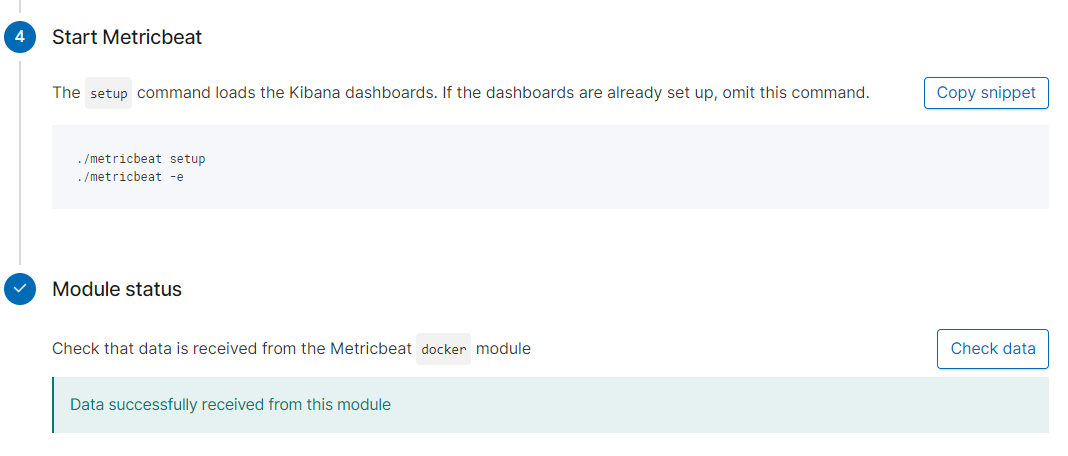 4 Start Metricbeat
The setup command loads the Kibana dashboards. If the dashboards are already set up, omit this command. Copy snippet
./metricbeat setup
./metricbeat -e
Module status
Check that data is received from the Metricbeat docker module Check data
Data successfully received from this module